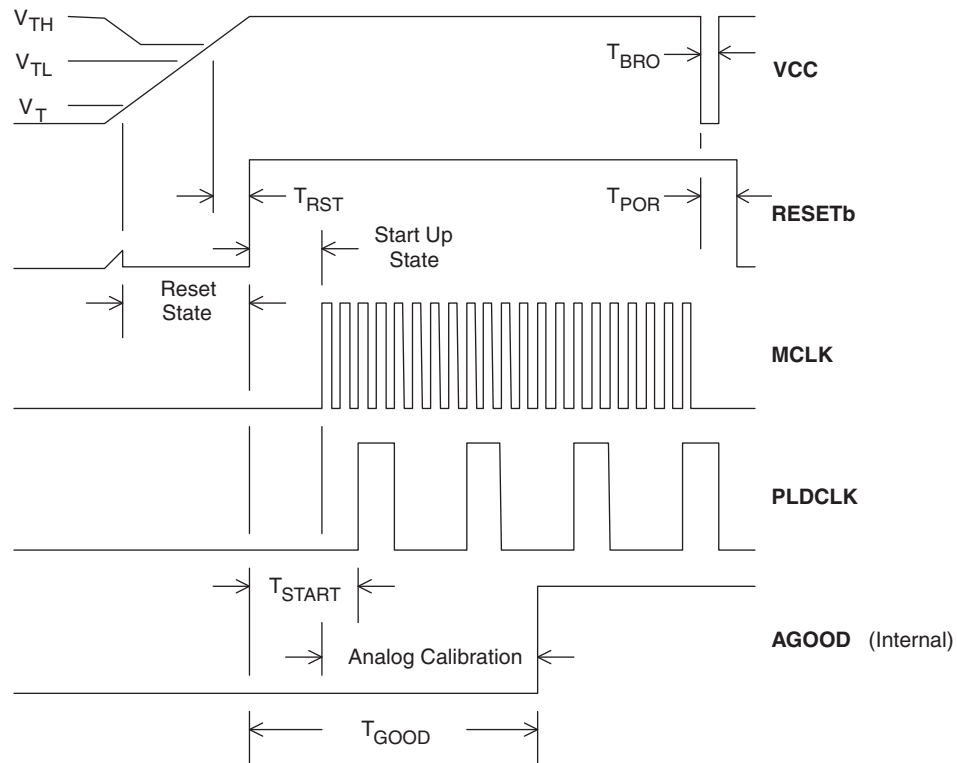 VTH
VTL
VT
TBRO
VCC
TRST
TPOR
RESETb
Start Up
State
Reset
State
MCLK
PLDCLK
TSTART
Analog Calibration
AGOOD (Internal)
TGOOD